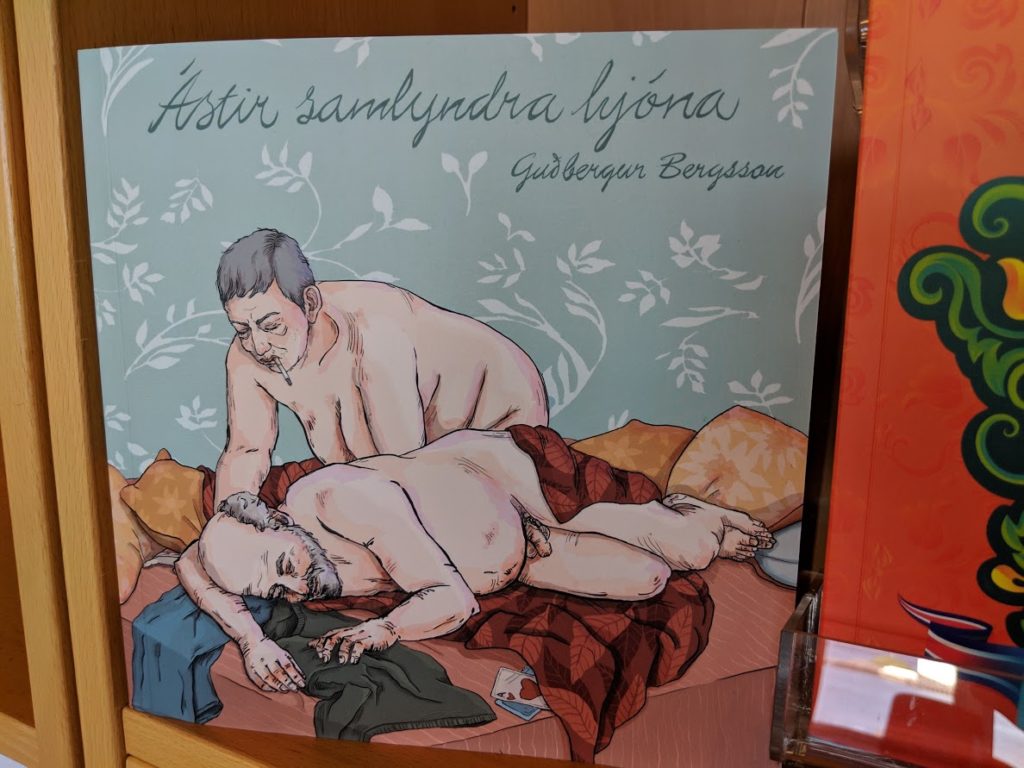 Ástir samlyndra hjóna
Guðbergur Bergsson